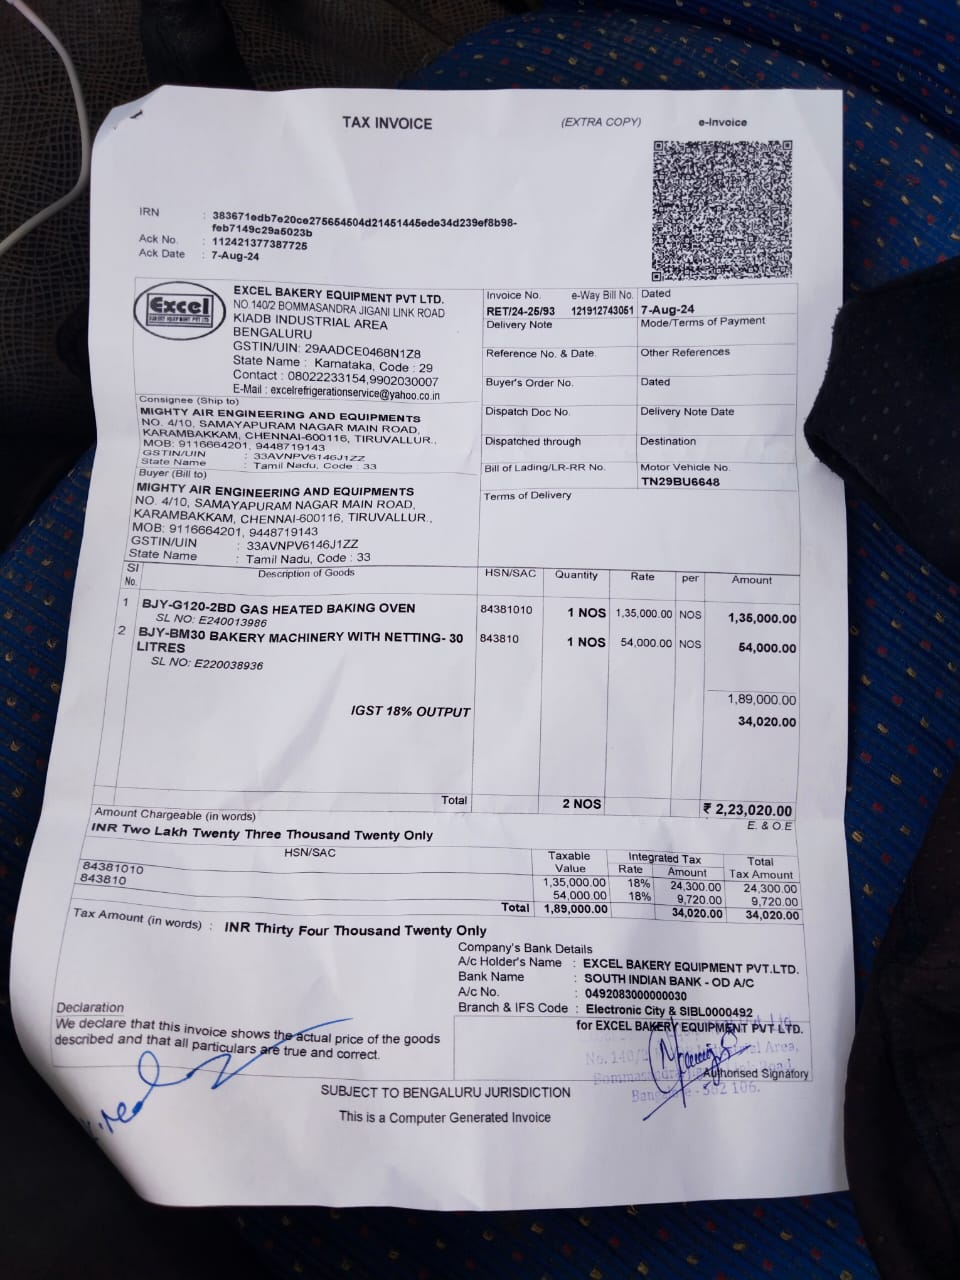 TAX INVOICE
(EXTRA COPY)
e-Invoice
IRN : 383671edb7e20ce275654504d21451445ede34d239ef8b98-
feb7149c29a5023b
Ack No. : 112421377387725
Ack Date : 7-Aug-24
Excel
EXCEL BAKERY EQUIPMENT PVT LTD.
NO.140/2 BOMMASANDRA JIGANI LINK ROAD
KIADB INDUSTRIAL AREA
BENGALURU
GSTIN/UIN: 29AADCE0468N1Z8
State Name : Karnataka, Code : 29
Contact : 08022233154,9902030007
E-Mail : excelrefrigerationservice@yahoo.co.in
Invoice No. e-Way Bill No. Dated
RET/24-25/93 121912743051 7-Aug-24
Delivery Note Mode/Terms of Payment
Reference No. & Date. Other References
Buyer's Order No. Dated
Dispatch Doc No. Delivery Note Date
Dispatched through Destination
Bill of Lading/LR-RR No. Motor Vehicle No.
TN29BU6648
Terms of Delivery
Consignee (Ship to)
MIGHTY AIR ENGINEERING AND EQUIPMENTS
NO. 4/10, SAMAYAPURAM NAGAR MAIN ROAD,
KARAMBAKKAM, CHENNAI-600116, TIRUVALLUR.,
MOB: 9116664201, 9448719143
GSTIN/UIN : 33AVNPV6146J1ZZ
State Name : Tamil Nadu, Code : 33
Buyer (Bill to)
MIGHTY AIR ENGINEERING AND EQUIPMENTS
NO. 4/10, SAMAYAPURAM NAGAR MAIN ROAD,
KARAMBAKKAM, CHENNAI-600116, TIRUVALLUR.,
MOB: 9116664201, 9448719143
GSTIN/UIN : 33AVNPV6146J1ZZ
State Name : Tamil Nadu, Code : 33
Sl No. Description of Goods HSN/SAC Quantity Rate per Amount
1 BJY-G120-2BD GAS HEATED BAKING OVEN 84381010 1 NOS 1,35,000.00 NOS 1,35,000.00
SL NO: E240013986
2 BJY-BM30 BAKERY MACHINERY WITH NETTING- 30 843810 1 NOS 54,000.00 NOS 54,000.00
LITRES
SL NO: E220038936
1,89,000.00
IGST 18% OUTPUT 34,020.00
Total 2 NOS ₹ 2,23,020.00
Amount Chargeable (in words) E. & O.E
INR Two Lakh Twenty Three Thousand Twenty Only
HSN/SAC Taxable Value Integrated Tax Total Tax Amount
Rate Amount
84381010 1,35,000.00 18% 24,300.00 24,300.00
843810 54,000.00 18% 9,720.00 9,720.00
Total 1,89,000.00 34,020.00 34,020.00
Tax Amount (in words) : INR Thirty Four Thousand Twenty Only
Company's Bank Details
A/c Holder's Name : EXCEL BAKERY EQUIPMENT PVT.LTD.
Bank Name : SOUTH INDIAN BANK - OD A/C
A/c No. : 0492083000000030
Branch & IFS Code : Electronic City & SIBL0000492
Declaration
We declare that this invoice shows the actual price of the goods
described and that all particulars are true and correct.
for EXCEL BAKERY EQUIPMENT PVT LTD.
Authorised Signatory
SUBJECT TO BENGALURU JURISDICTION
This is a Computer Generated Invoice